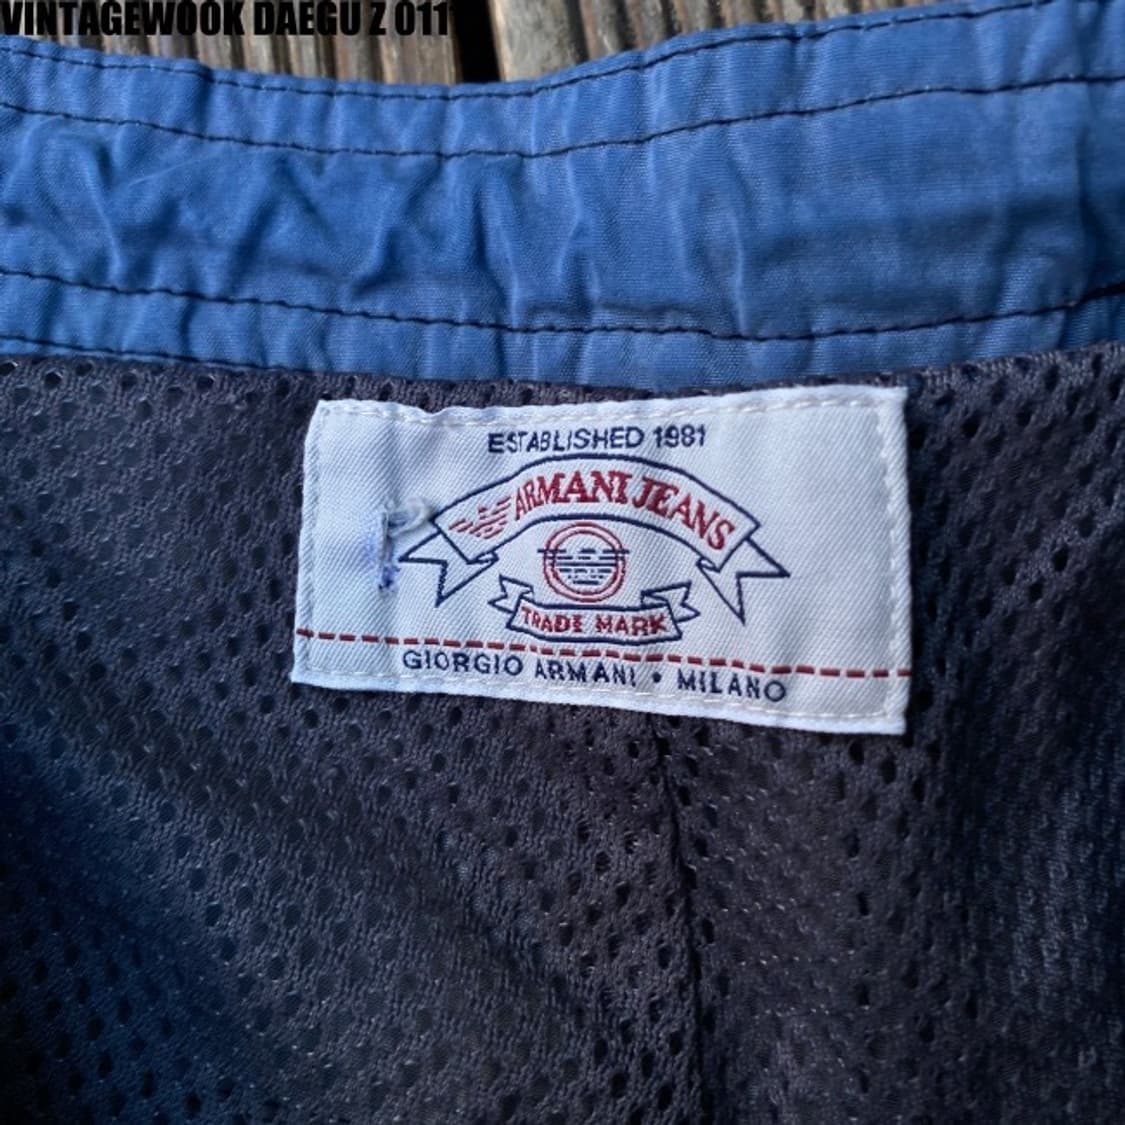 VINTAGEWOOK DAEGU Z 011
ESTABLISHED 1981
ARMANI JEANS
TRADE MARK
GIORGIO ARMANI • MILANO